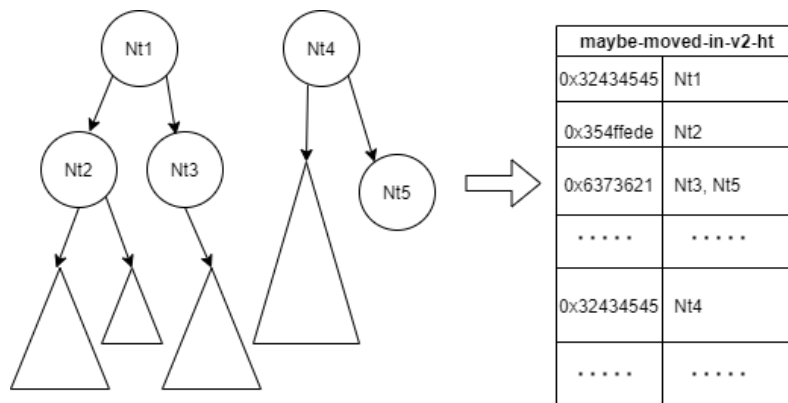 Nt1
Nt4
Nt2
Nt3
Nt5
maybe-moved-in-v2-ht
0x32434545 Nt1
0x354ffede Nt2
0x6373621 Nt3, Nt5
..... .....
0x32434545 Nt4
..... .....